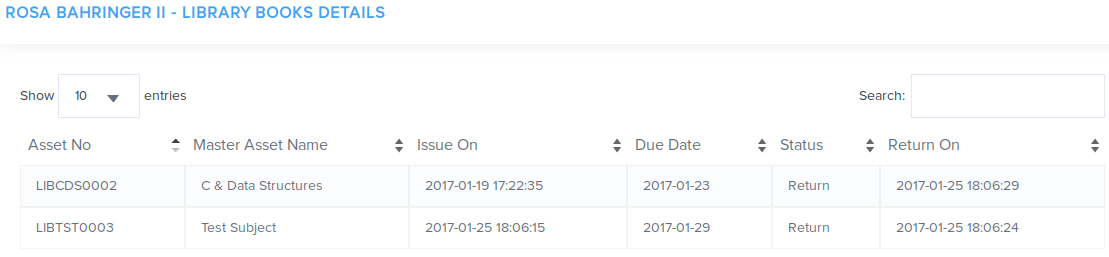 ROSA BAHRINGER II - LIBRARY BOOKS DETAILS
Show 10 entries Search:
Asset No Master Asset Name Issue On Due Date Status Return On
LIBCDS0002 C & Data Structures 2017-01-19 17:22:35 2017-01-23 Return 2017-01-25 18:06:29
LIBTST0003 Test Subject 2017-01-25 18:06:15 2017-01-29 Return 2017-01-25 18:06:24